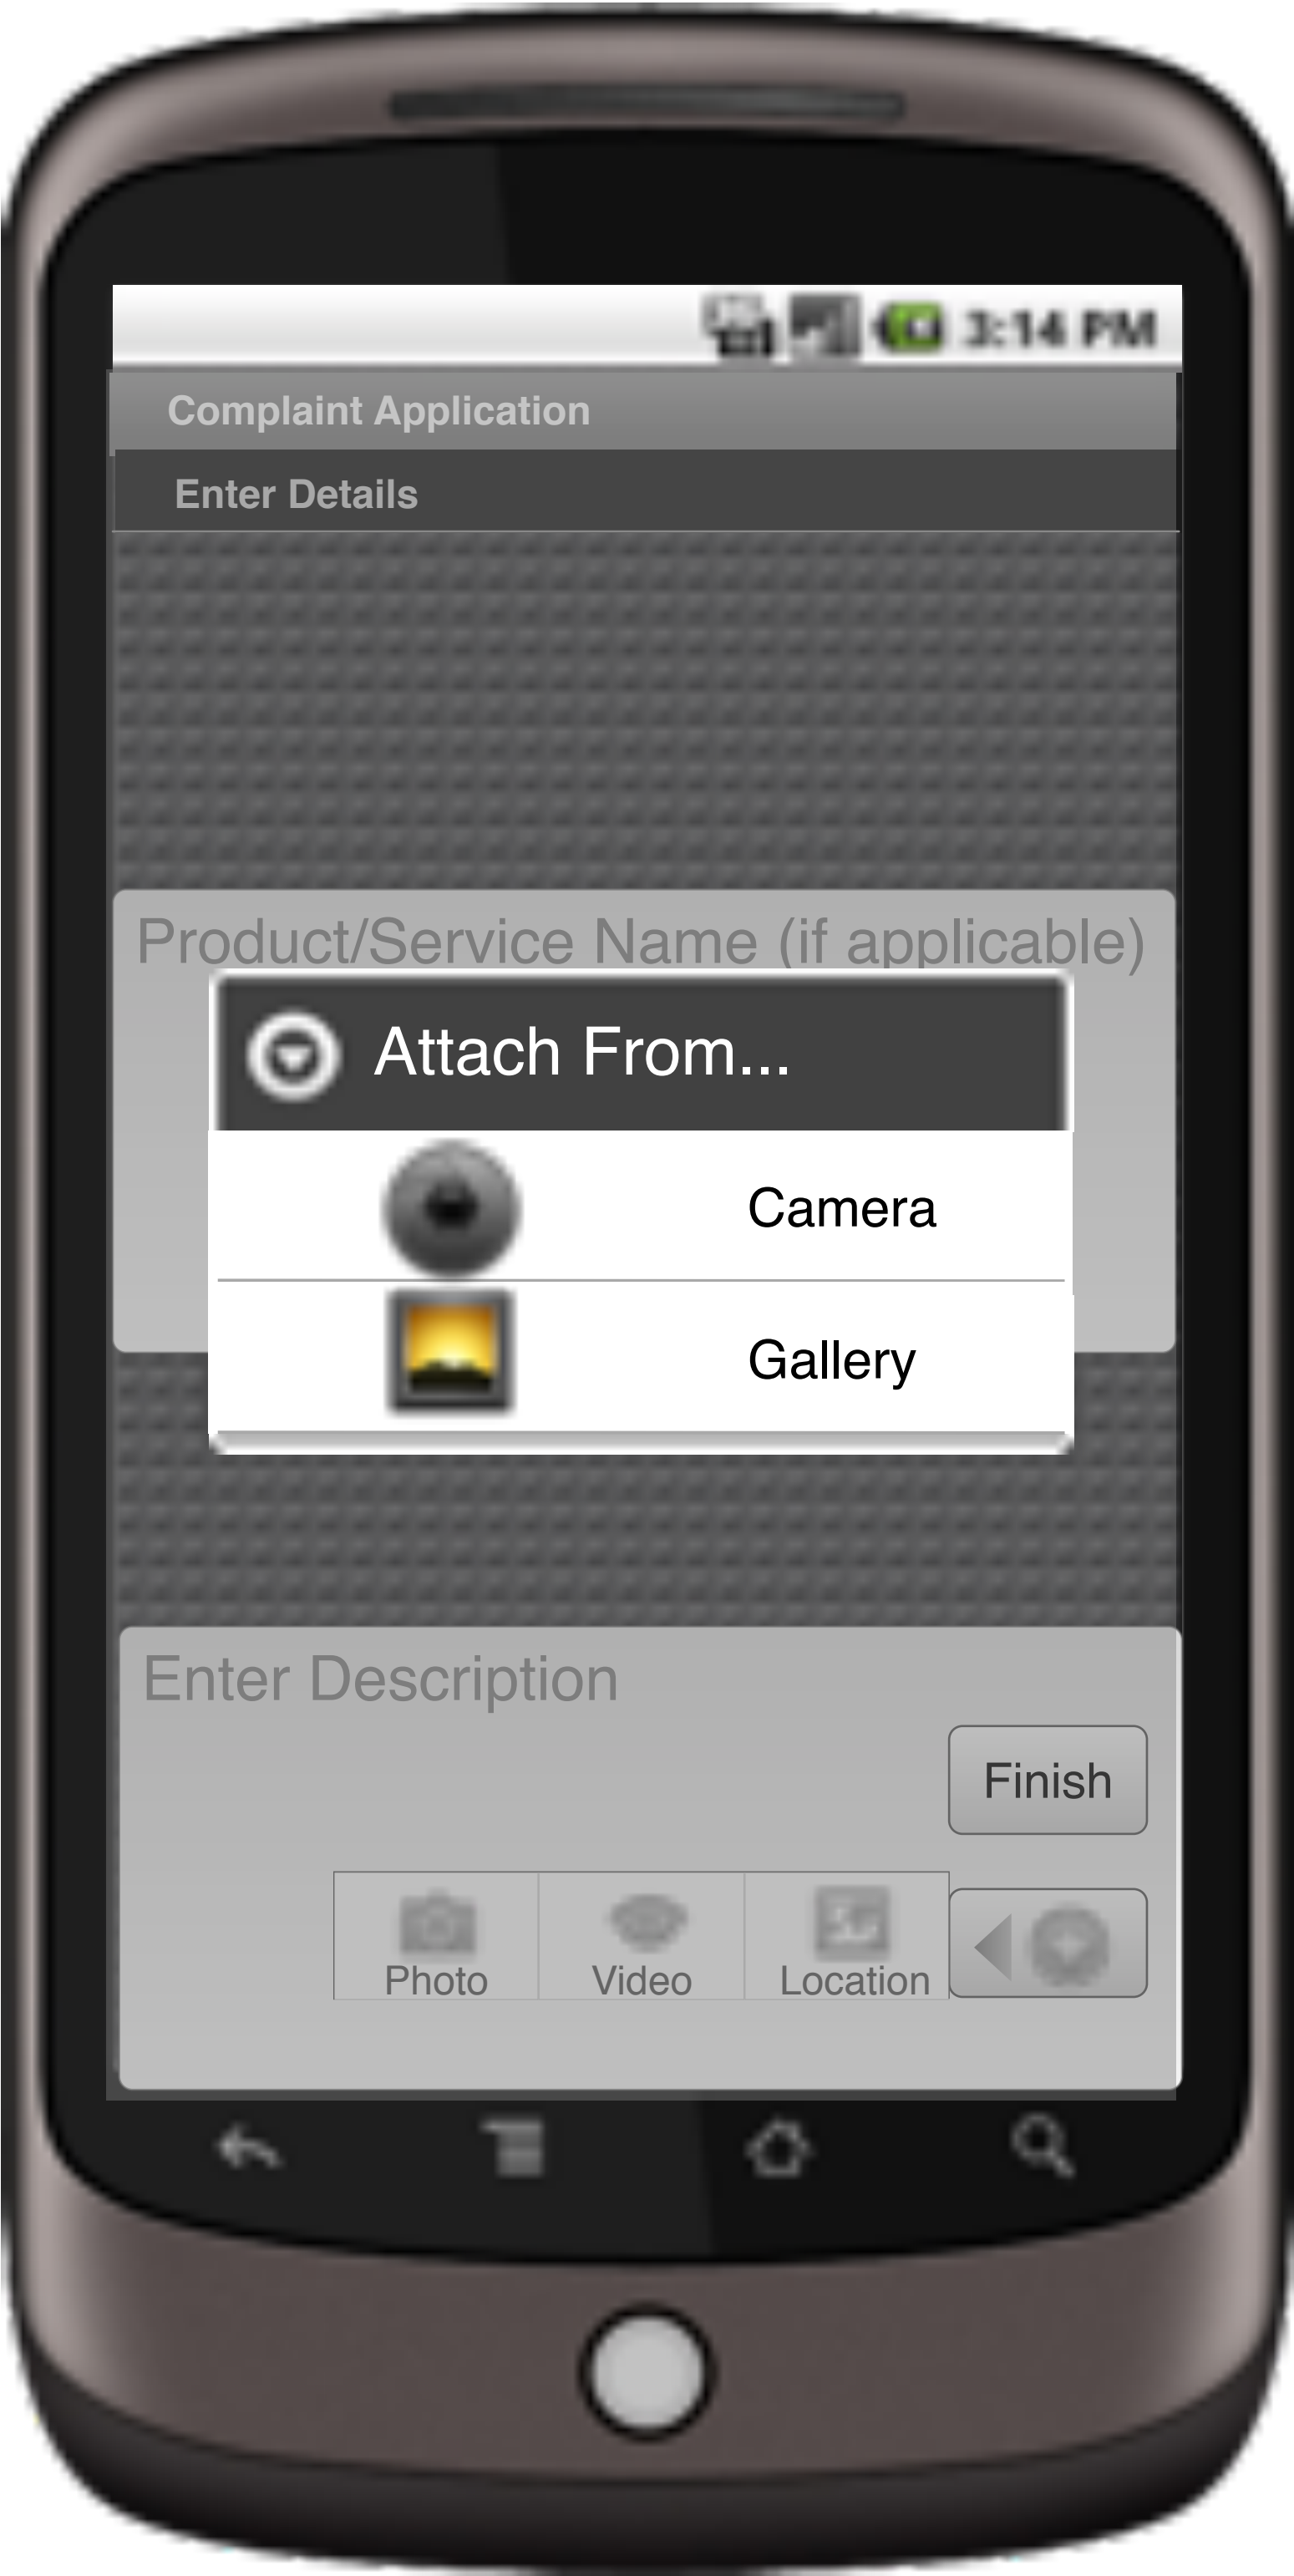 3:14 PM
Complaint Application
Enter Details
Product/Service Name (if applicable)
Attach From...
Camera
Gallery
Enter Description
Finish
Photo
Video
Location